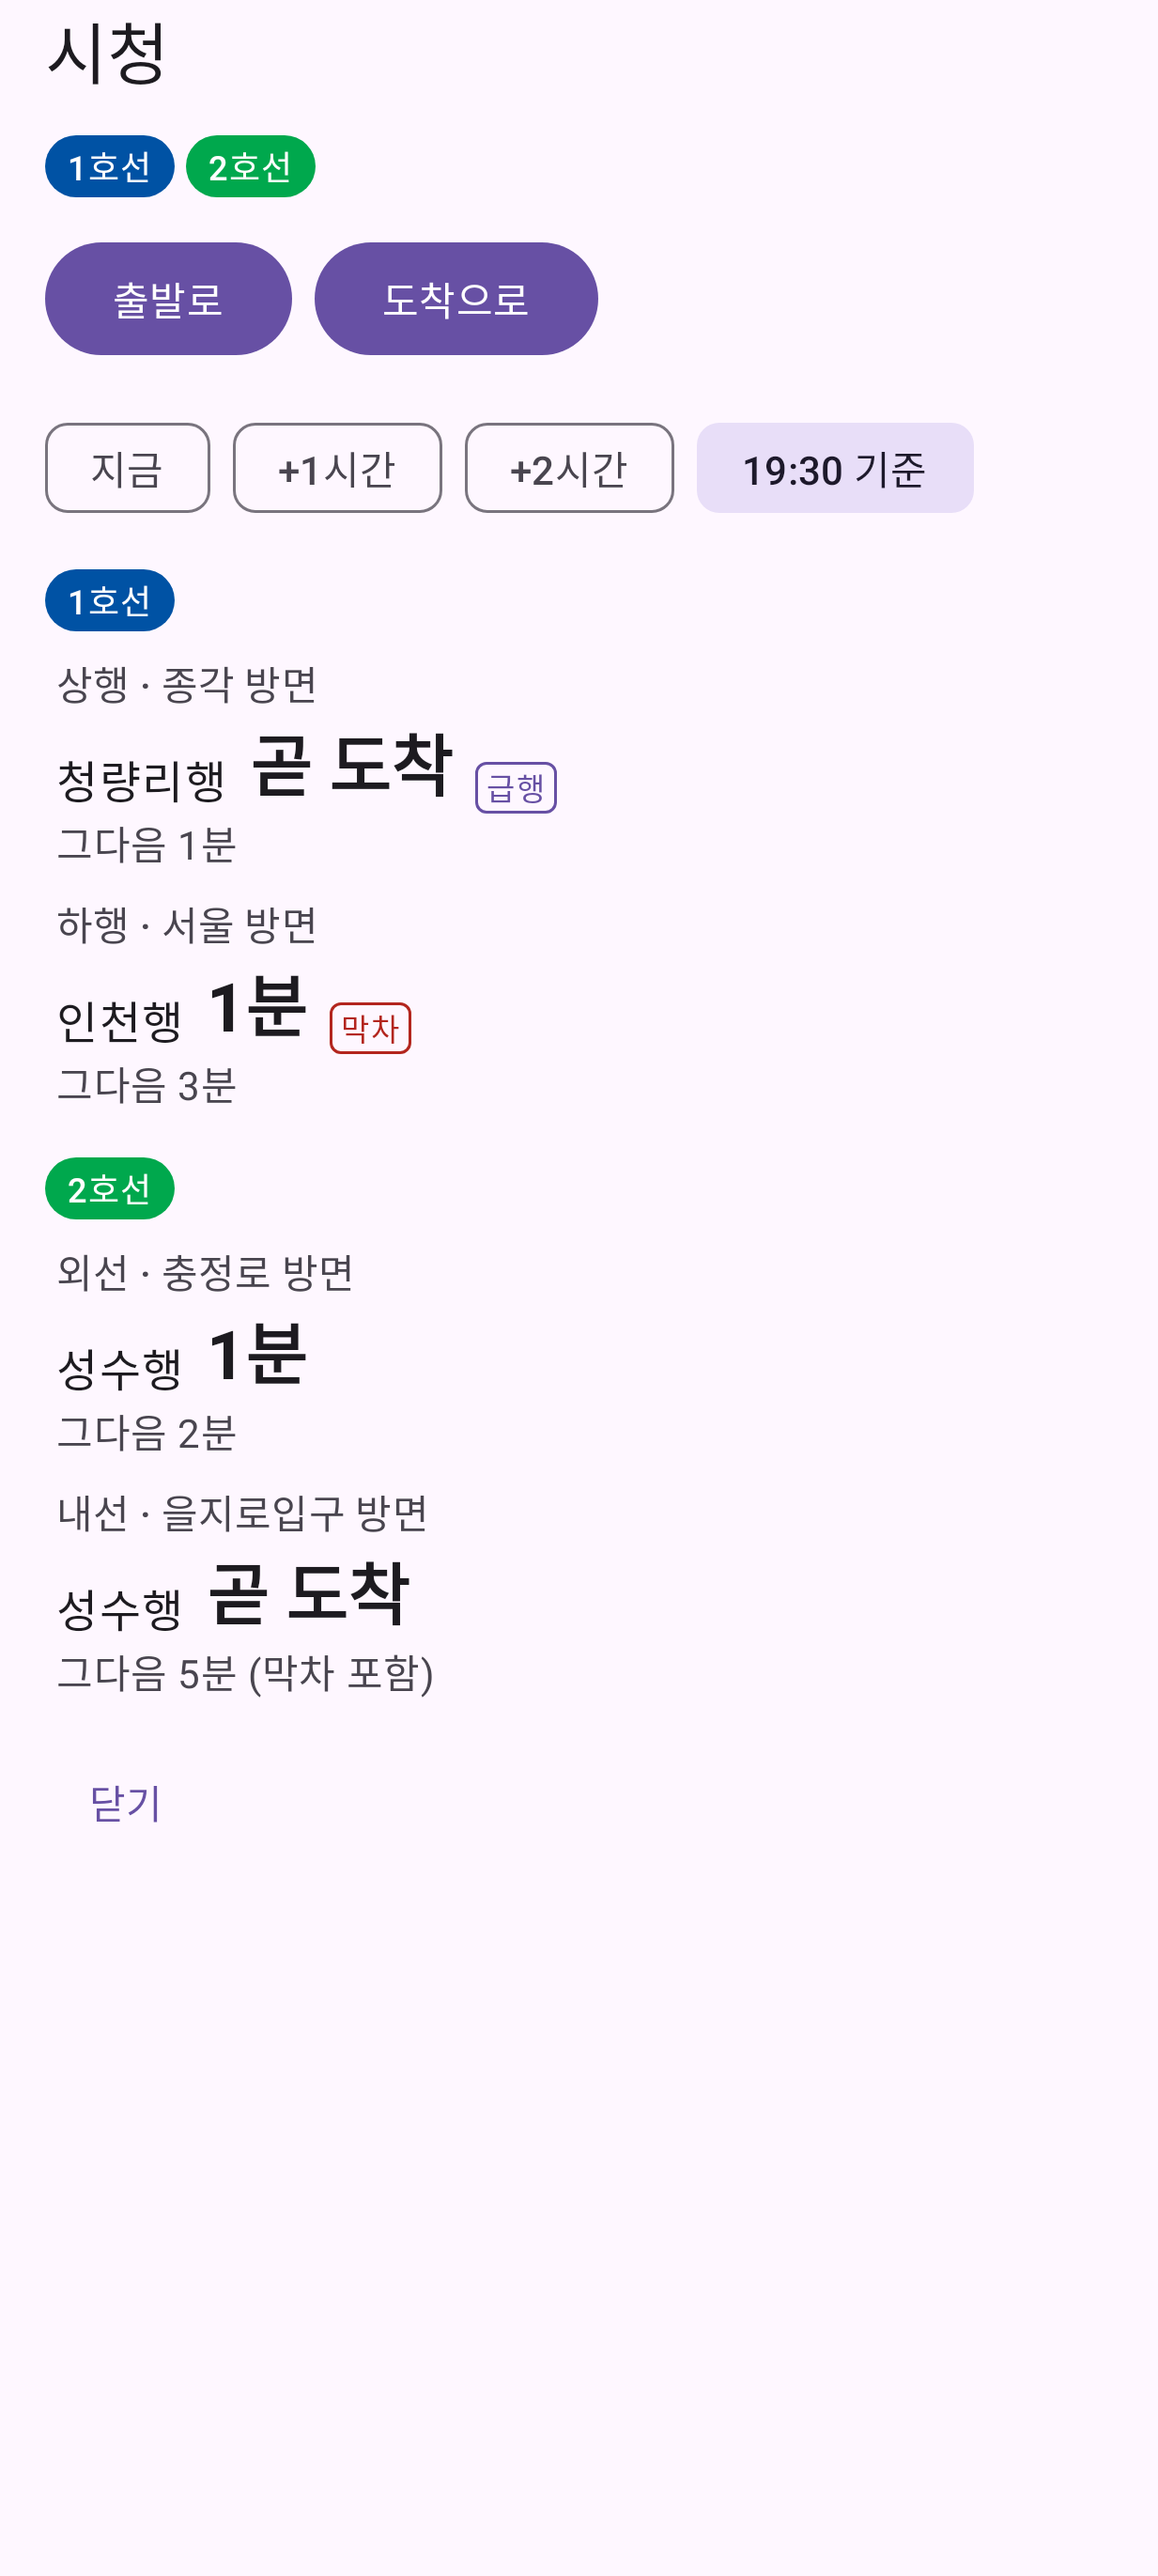 시청
1호선 2호선
출발로 도착으로
지금 +1시간 +2시간 19:30 기준
1호선
상행 · 종각 방면
청량리행 곧 도착 급행
그다음 1분
하행 · 서울 방면
인천행 1분 막차
그다음 3분
2호선
외선 · 충정로 방면
성수행 1분
그다음 2분
내선 · 을지로입구 방면
성수행 곧 도착
그다음 5분 (막차 포함)
닫기